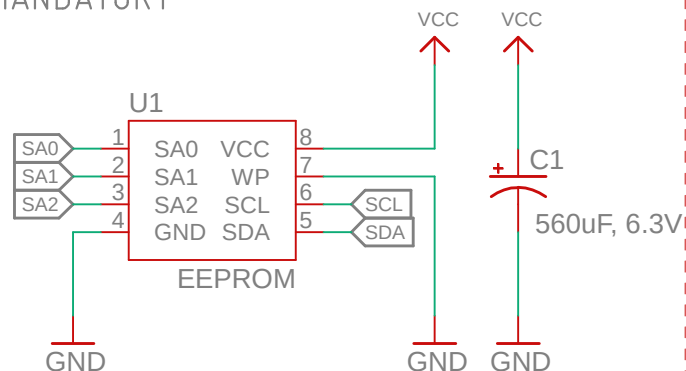 VCC VCC
U1
SA0 1 SA0 VCC 8
SA1 2 SA1 WP 7
SA2 3 SA2 SCL 6 SCL
4 GND SDA 5 SDA
EEPROM
+ C1
560uF, 6.3V
GND GND GND